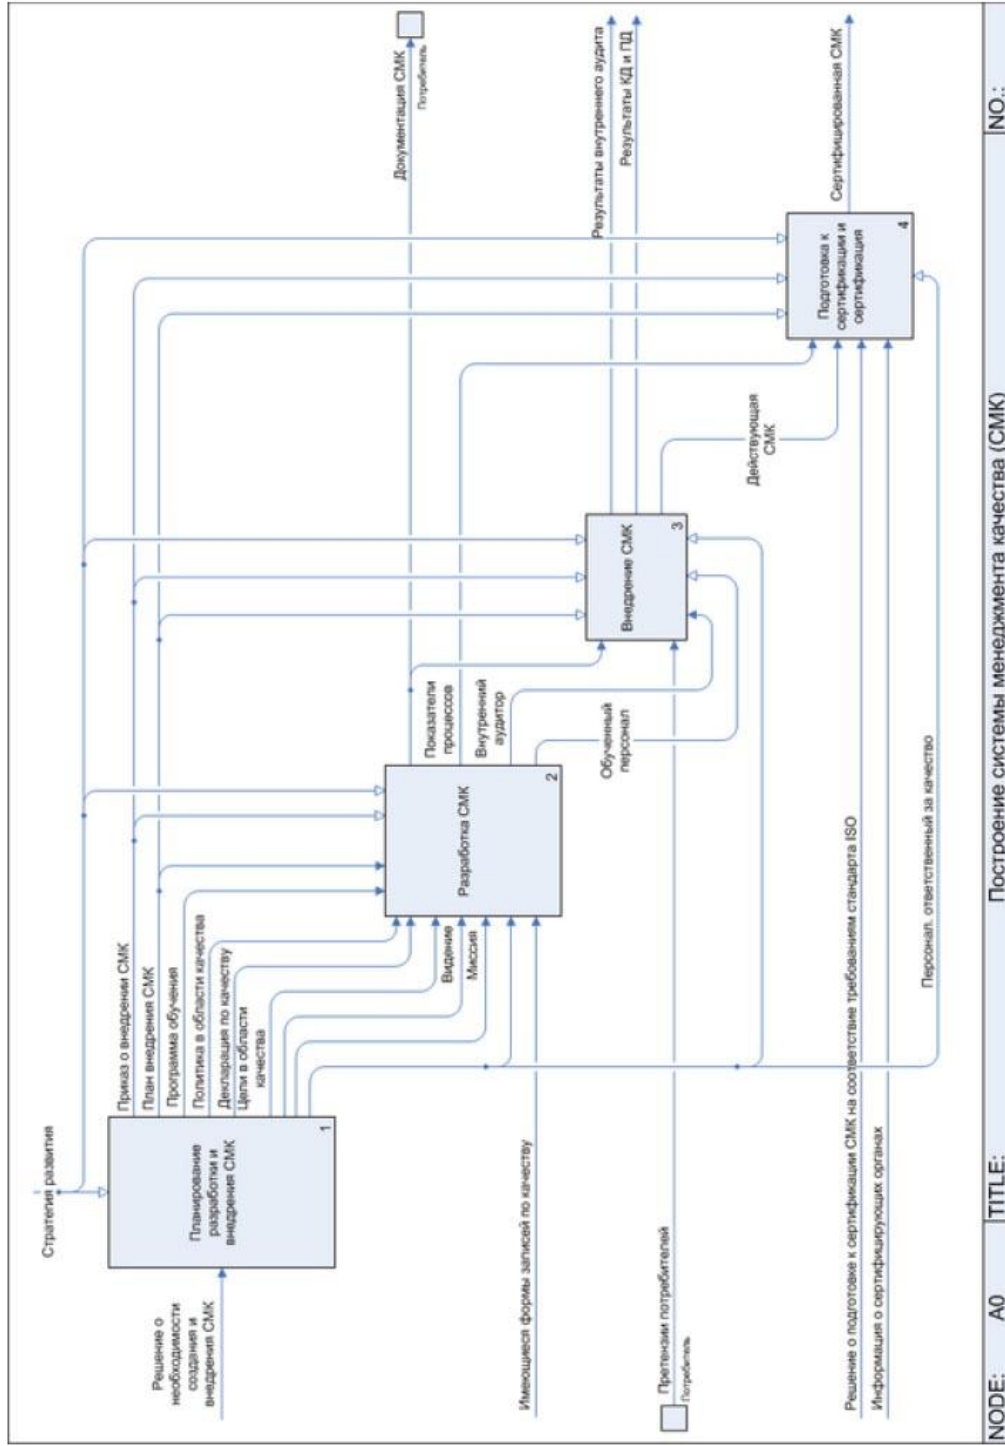 Стратегия развития
Решение о
необходимости
создания и
внедрения СМК
Планирование
разработки и
внедрения СМК
1
Приказ о внедрении СМК
План внедрения СМК
Программа обучения
Политика в области качества
Декларация по качеству
Цели в области
качества
Видение
Миссия
Имеющиеся формы записей по качеству
Разработка СМК
2
Показатели
процессов
Внутренний
аудитор
Обученный
персонал
Претензии потребителей
Потребитель
Внедрение СМК
3
Действующая
СМК
Документация СМК
Потребитель
Результаты внутреннего аудита
Результаты КД и ПД
Подготовка к
сертификации и
сертификация
4
Сертифицированная СМК
Решение о подготовке к сертификации СМК на соответствие требованиям стандарта ISO
Информация о сертифицирующих органах
Персонал, ответственный за качество
NODE: A0
TITLE: Построение системы менеджмента качества (СМК)
NO.: